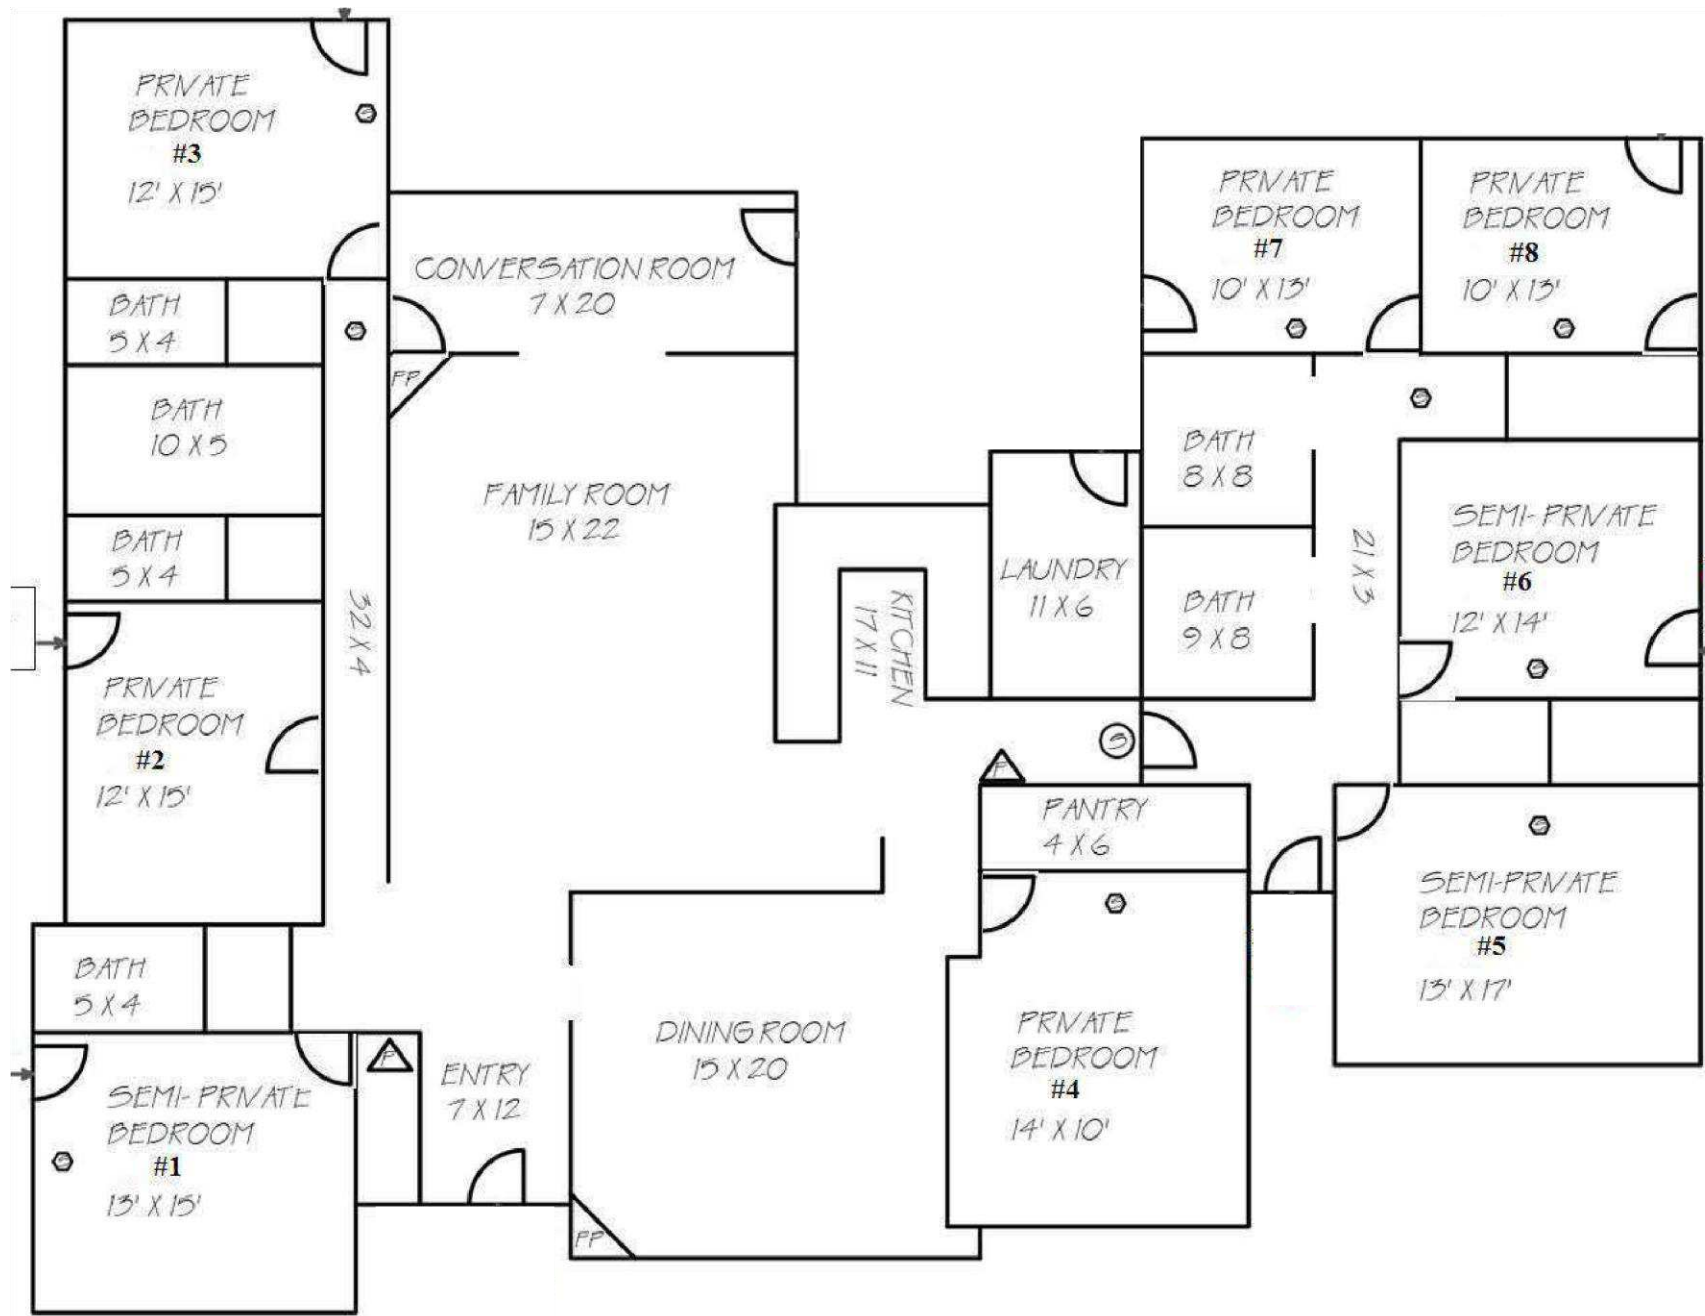 PRIVATE
BEDROOM
#3
12' X 15'
CONVERSATION ROOM
7 X 20
PRIVATE
BEDROOM
#7
10' X 13'
PRIVATE
BEDROOM
#8
10' X 13'
BATH
5 X 4
BATH
10 X 5
BATH
5 X 4
FP
FAMILY ROOM
15 X 22
32 X 4
KITCHEN
17 X 11
LAUNDRY
11 X 6
BATH
8 X 8
BATH
9 X 8
21 X 3
SEMI-PRIVATE
BEDROOM
#6
12' X 14'
PRIVATE
BEDROOM
#2
12' X 15'
S
F
PANTRY
4 X 6
SEMI-PRIVATE
BEDROOM
#5
13' X 17'
BATH
5 X 4
DINING ROOM
15 X 20
PRIVATE
BEDROOM
#4
14' X 10'
ENTRY
7 X 12
SEMI-PRIVATE
BEDROOM
#1
13' X 15'
FP